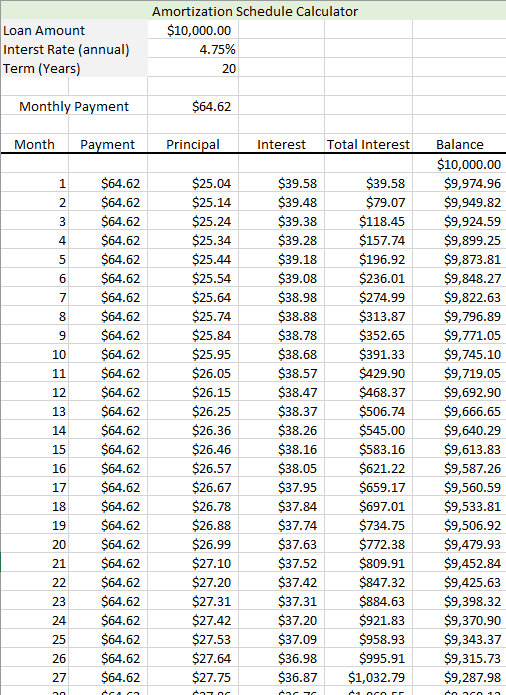 Amortization Schedule Calculator
Loan Amount $10,000.00
Interst Rate (annual) 4.75%
Term (Years) 20
Monthly Payment $64.62
Month Payment Principal Interest Total Interest Balance
$10,000.00
1 $64.62 $25.04 $39.58 $39.58 $9,974.96
2 $64.62 $25.14 $39.48 $79.07 $9,949.82
3 $64.62 $25.24 $39.38 $118.45 $9,924.59
4 $64.62 $25.34 $39.28 $157.74 $9,899.25
5 $64.62 $25.44 $39.18 $196.92 $9,873.81
6 $64.62 $25.54 $39.08 $236.01 $9,848.27
7 $64.62 $25.64 $38.98 $274.99 $9,822.63
8 $64.62 $25.74 $38.88 $313.87 $9,796.89
9 $64.62 $25.84 $38.78 $352.65 $9,771.05
10 $64.62 $25.95 $38.68 $391.33 $9,745.10
11 $64.62 $26.05 $38.57 $429.90 $9,719.05
12 $64.62 $26.15 $38.47 $468.37 $9,692.90
13 $64.62 $26.25 $38.37 $506.74 $9,666.65
14 $64.62 $26.36 $38.26 $545.00 $9,640.29
15 $64.62 $26.46 $38.16 $583.16 $9,613.83
16 $64.62 $26.57 $38.05 $621.22 $9,587.26
17 $64.62 $26.67 $37.95 $659.17 $9,560.59
18 $64.62 $26.78 $37.84 $697.01 $9,533.81
19 $64.62 $26.88 $37.74 $734.75 $9,506.92
20 $64.62 $26.99 $37.63 $772.38 $9,479.93
21 $64.62 $27.10 $37.52 $809.91 $9,452.84
22 $64.62 $27.20 $37.42 $847.32 $9,425.63
23 $64.62 $27.31 $37.31 $884.63 $9,398.32
24 $64.62 $27.42 $37.20 $921.83 $9,370.90
25 $64.62 $27.53 $37.09 $958.93 $9,343.37
26 $64.62 $27.64 $36.98 $995.91 $9,315.73
27 $64.62 $27.75 $36.87 $1,032.79 $9,287.98